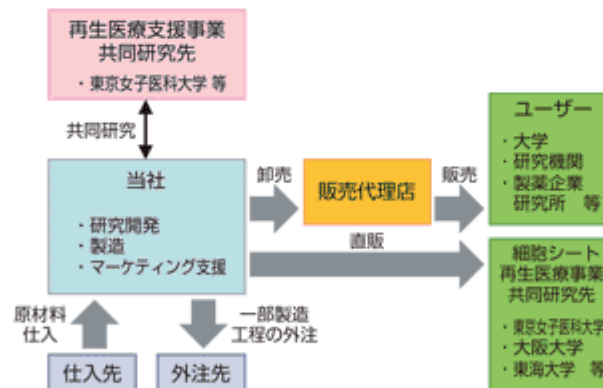 再生医療支援事業
共同研究先
・東京女子医科大学 等
共同研究
当社
・研究開発
・製造
・マーケティング支援
卸売
販売代理店
販売
直販
ユーザー
・大学
・研究機関
・製薬企業
研究所 等
細胞シート
再生医療事業
共同研究先
・東京女子医科大学
・大阪大学
・東海大学 等
原材料
仕入
一部製造
工程の外注
仕入先
外注先